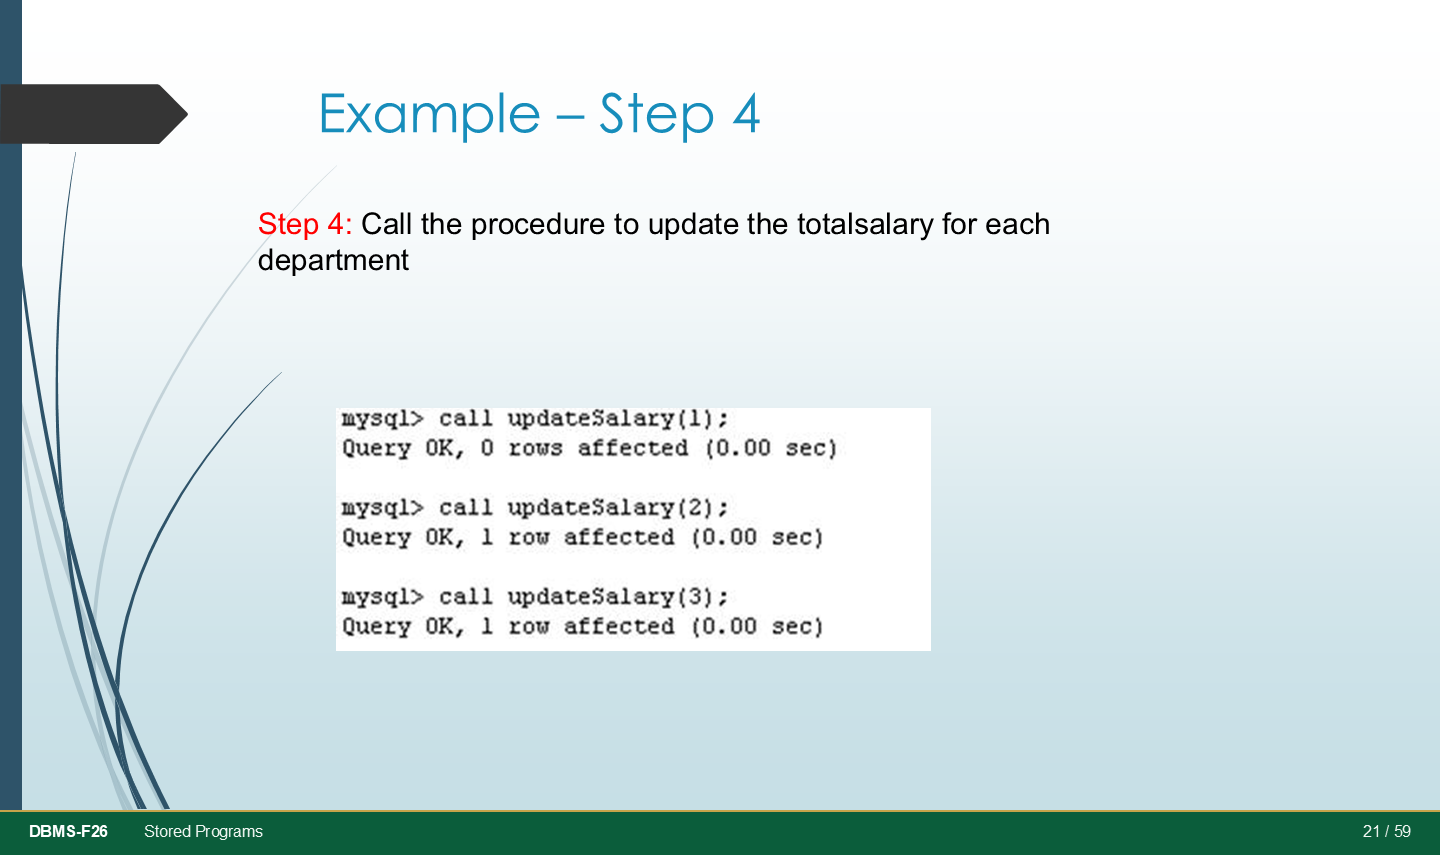 Example – Step 4
Step 4: Call the procedure to update the totalsalary for each
department
mysql> call updateSalary(1);
Query OK, 0 rows affected (0.00 sec)
mysql> call updateSalary(2);
Query OK, 1 row affected (0.00 sec)
mysql> call updateSalary(3);
Query OK, 1 row affected (0.00 sec)
DBMS-F26 Stored Programs 21 / 59